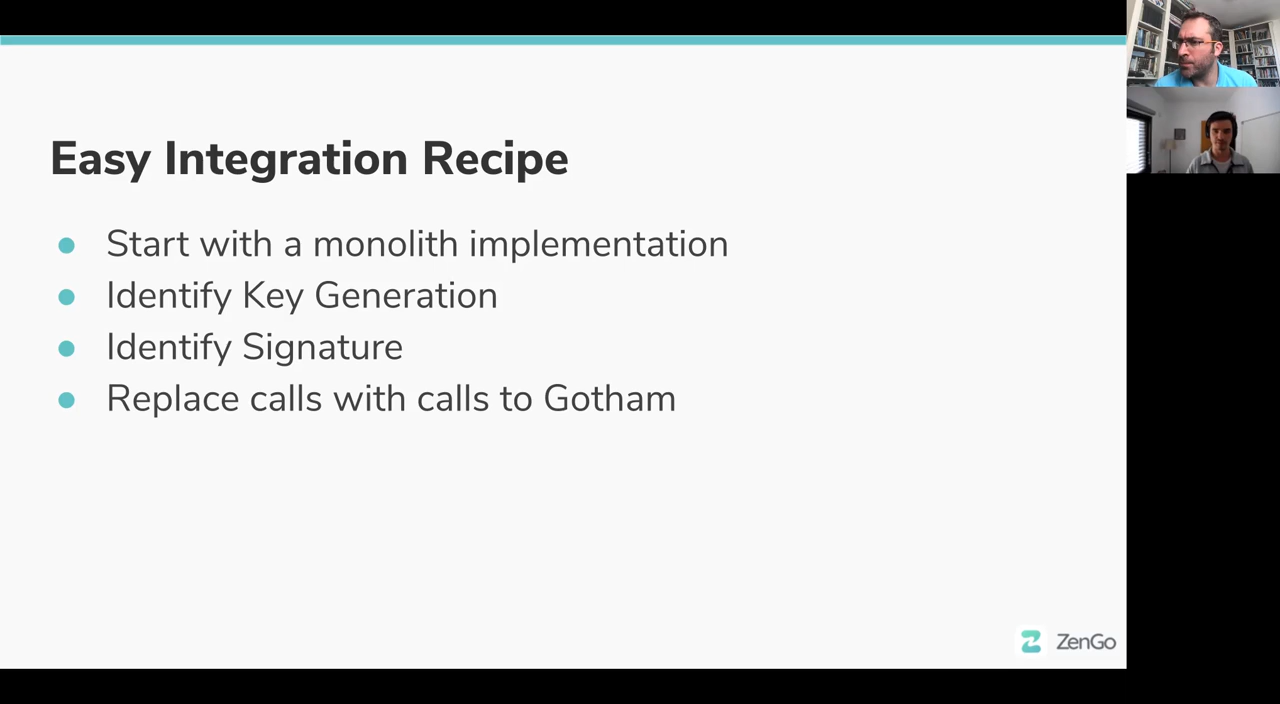 Easy Integration Recipe
Start with a monolith implementation
Identify Key Generation
Identify Signature
Replace calls with calls to Gotham
ZenGo